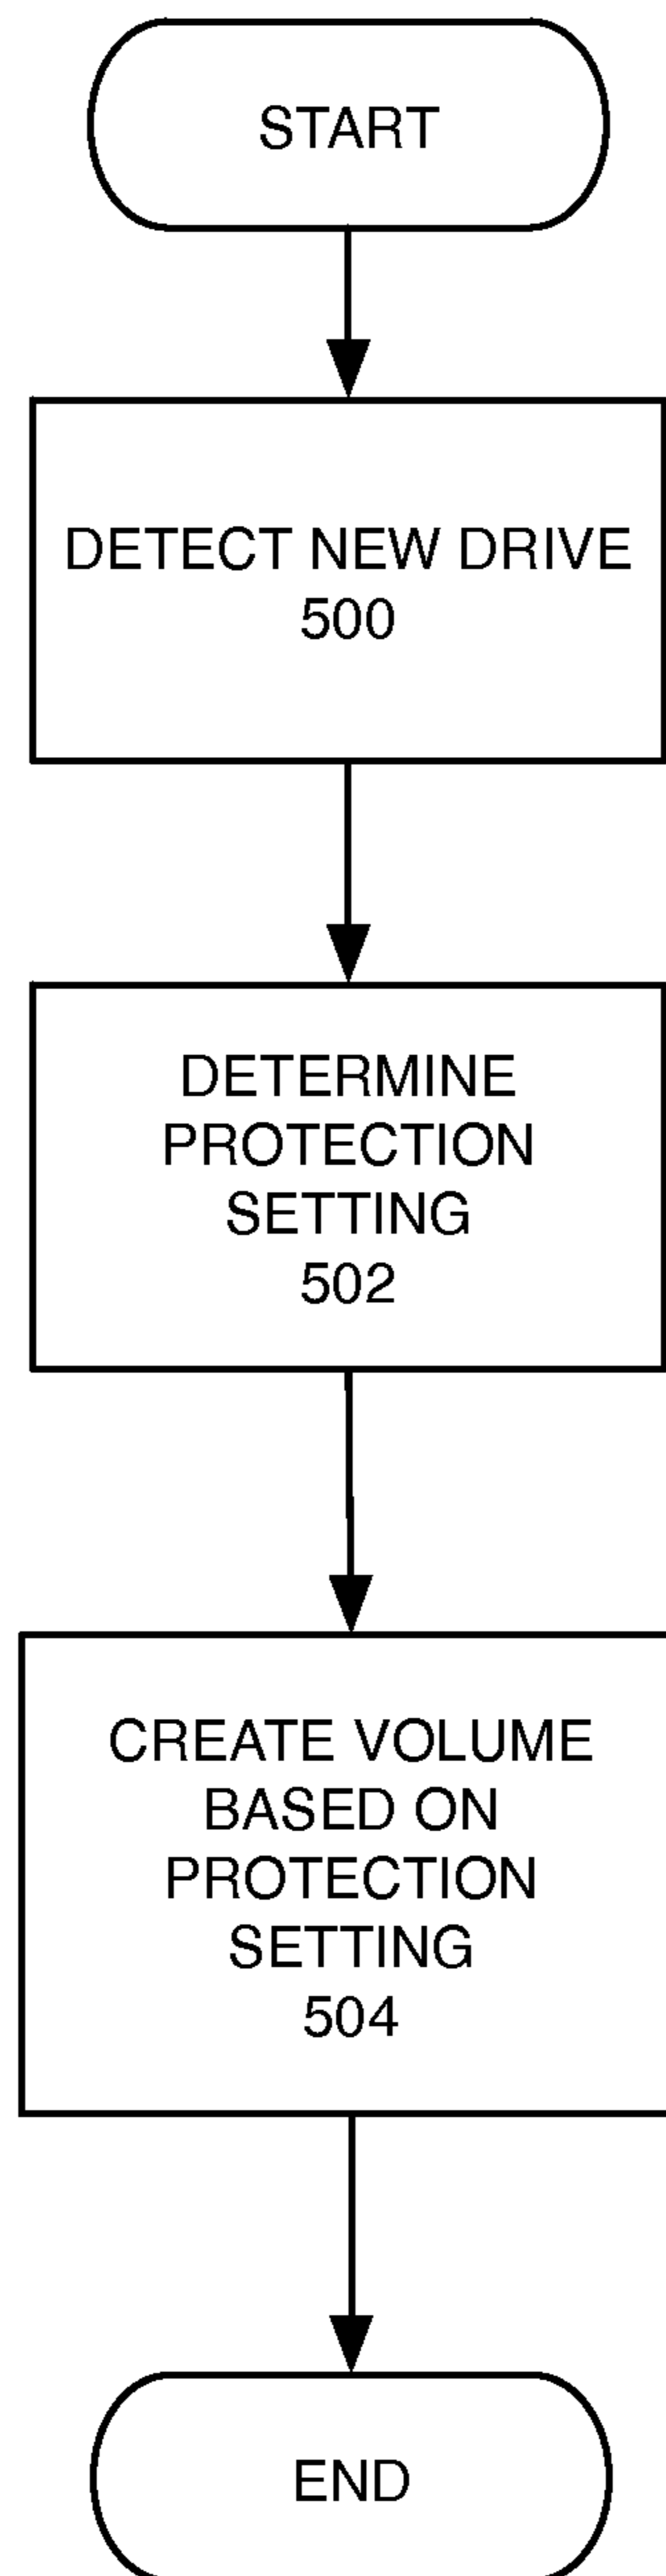 START
DETECT NEW DRIVE
500
DETERMINE
PROTECTION
SETTING
502
CREATE VOLUME
BASED ON
PROTECTION
SETTING
504
END